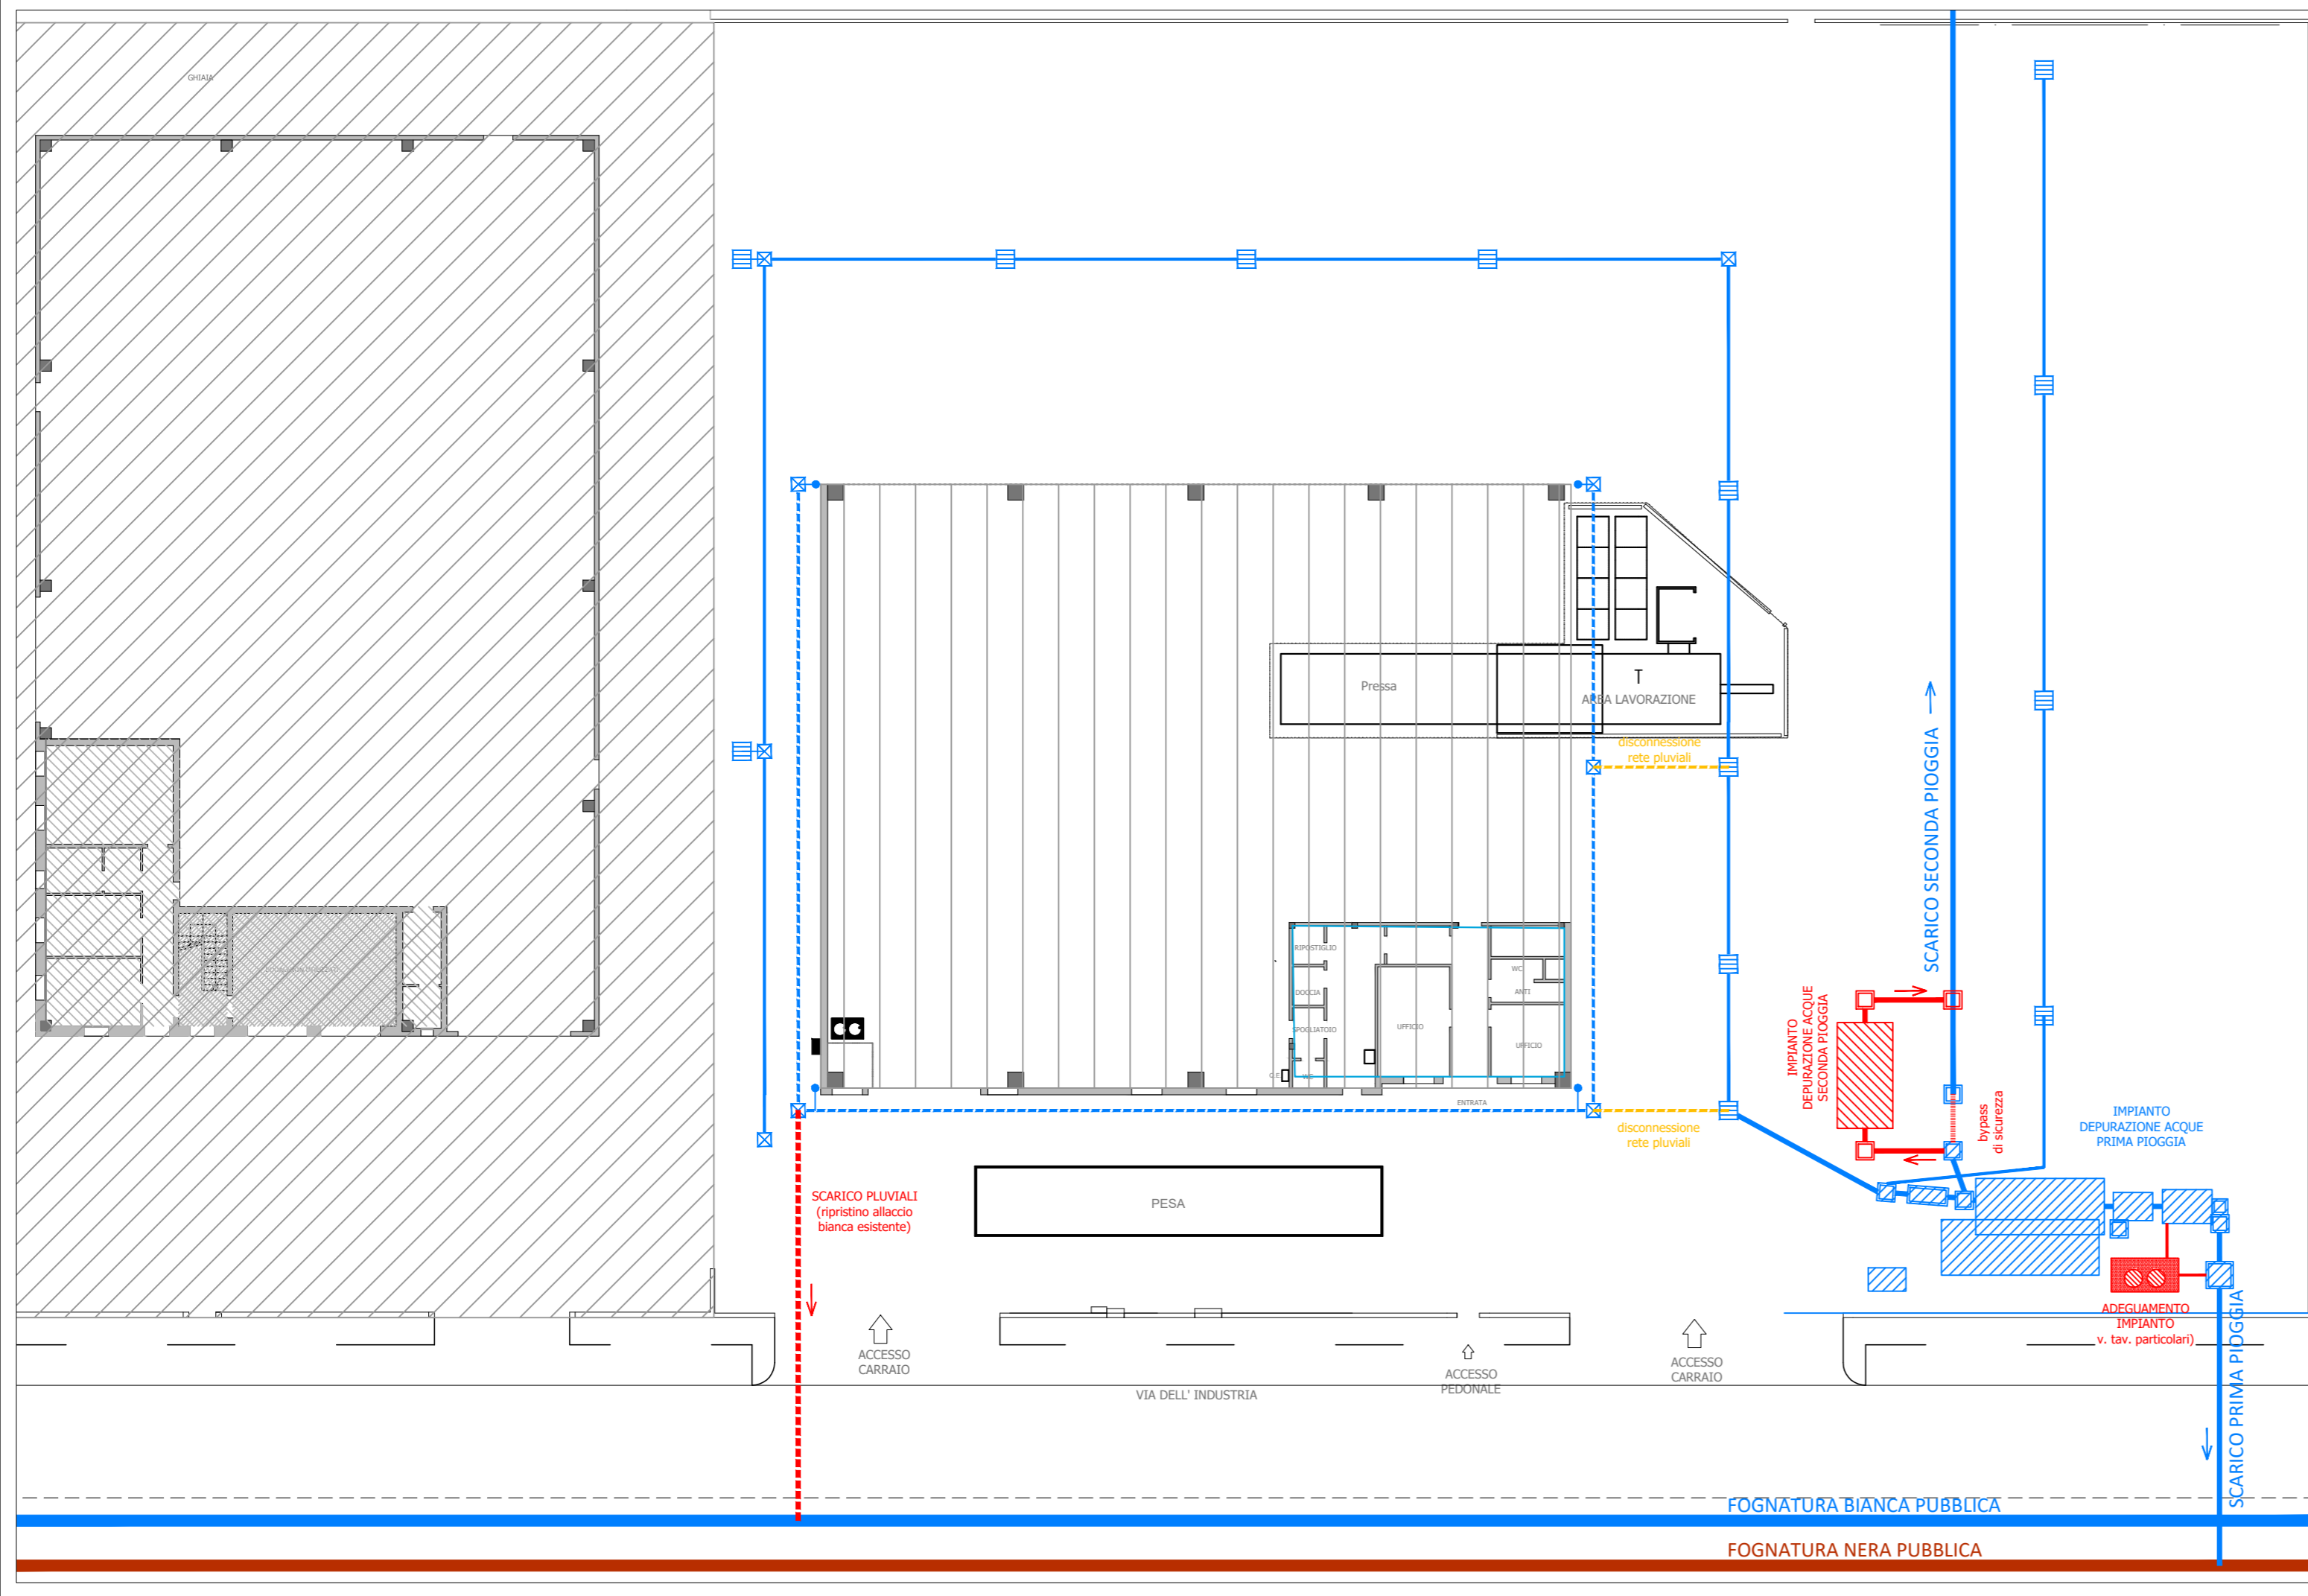 GHIAIA
Pressa
T
AREA LAVORAZIONE
disconnessione
rete pluviali
SCARICO SECONDA PIOGGIA
RIPOSTIGLIO
DOCCIA
SPOGLIATOIO
WC
UFFICIO
WC
ANTI
UFFICIO
ENTRATA
IMPIANTO
DEPURAZIONE ACQUE
SECONDA PIOGGIA
bypass
di sicurezza
IMPIANTO
DEPURAZIONE ACQUE
PRIMA PIOGGIA
disconnessione
rete pluviali
SCARICO PLUVIALI
(ripristino allaccio
bianca esistente)
PESA
ADEGUAMENTO
IMPIANTO
v. tav. particolari)
SCARICO PRIMA PIOGGIA
ACCESSO
CARRAIO
ACCESSO
PEDONALE
ACCESSO
CARRAIO
VIA DELL' INDUSTRIA
FOGNATURA BIANCA PUBBLICA
FOGNATURA NERA PUBBLICA